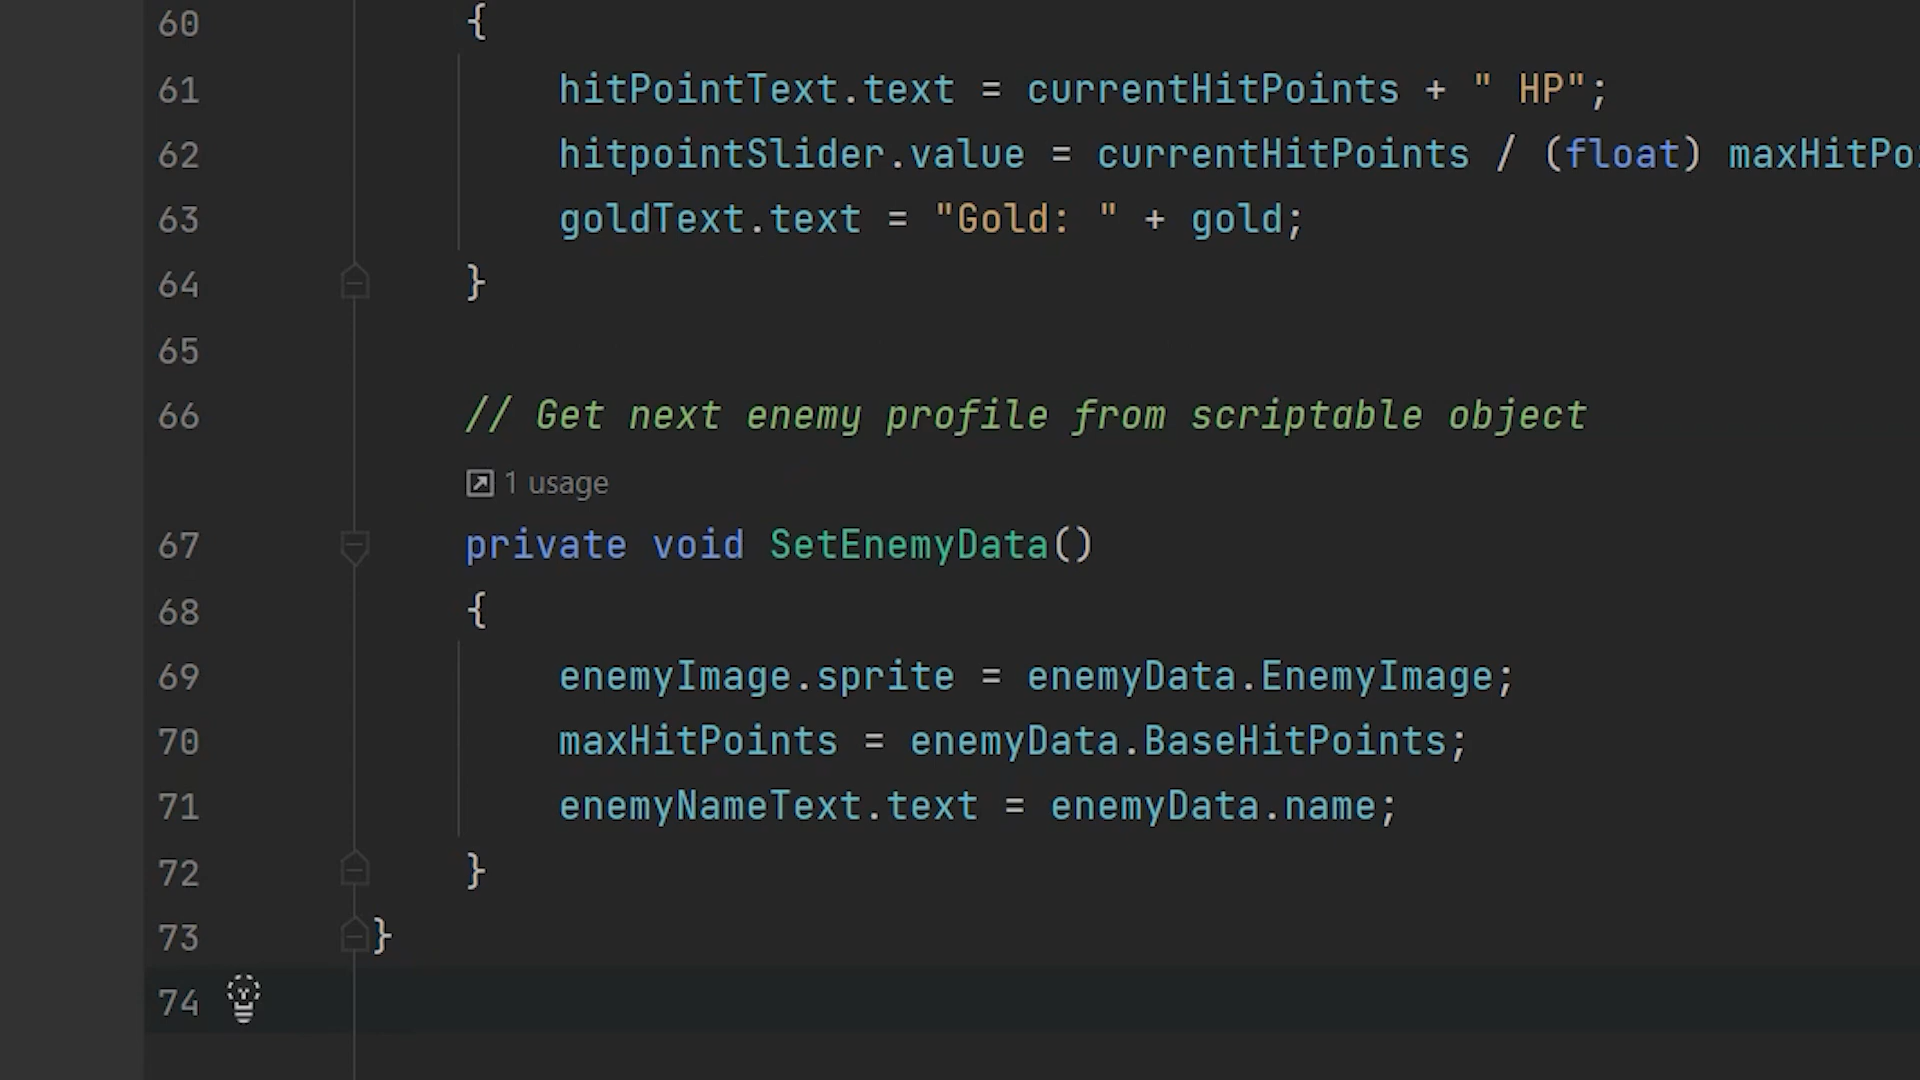 60 {
61 hitPointText.text = currentHitPoints + " HP";
62 hitpointSlider.value = currentHitPoints / (float) maxHitPo
63 goldText.text = "Gold: " + gold;
64 }
65
66 // Get next enemy profile from scriptable object
1 usage
67 private void SetEnemyData()
68 {
69 enemyImage.sprite = enemyData.EnemyImage;
70 maxHitPoints = enemyData.BaseHitPoints;
71 enemyNameText.text = enemyData.name;
72 }
73 }
74